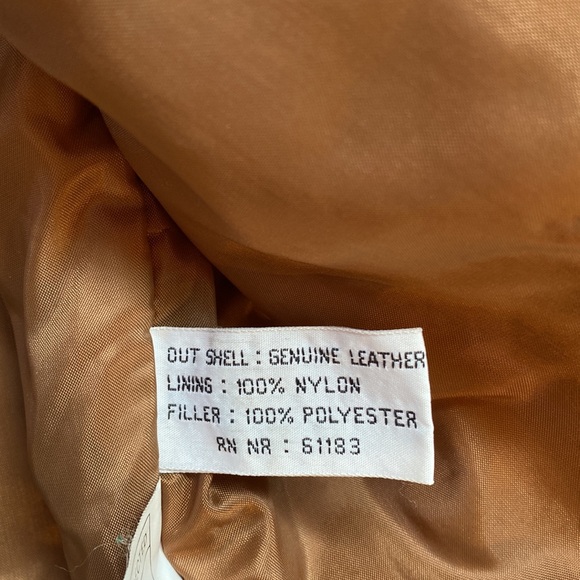 OUT SHELL : GENUINE LEATHER
LINING : 100% NYLON
FILLER : 100% POLYESTER
RN NR : 61183